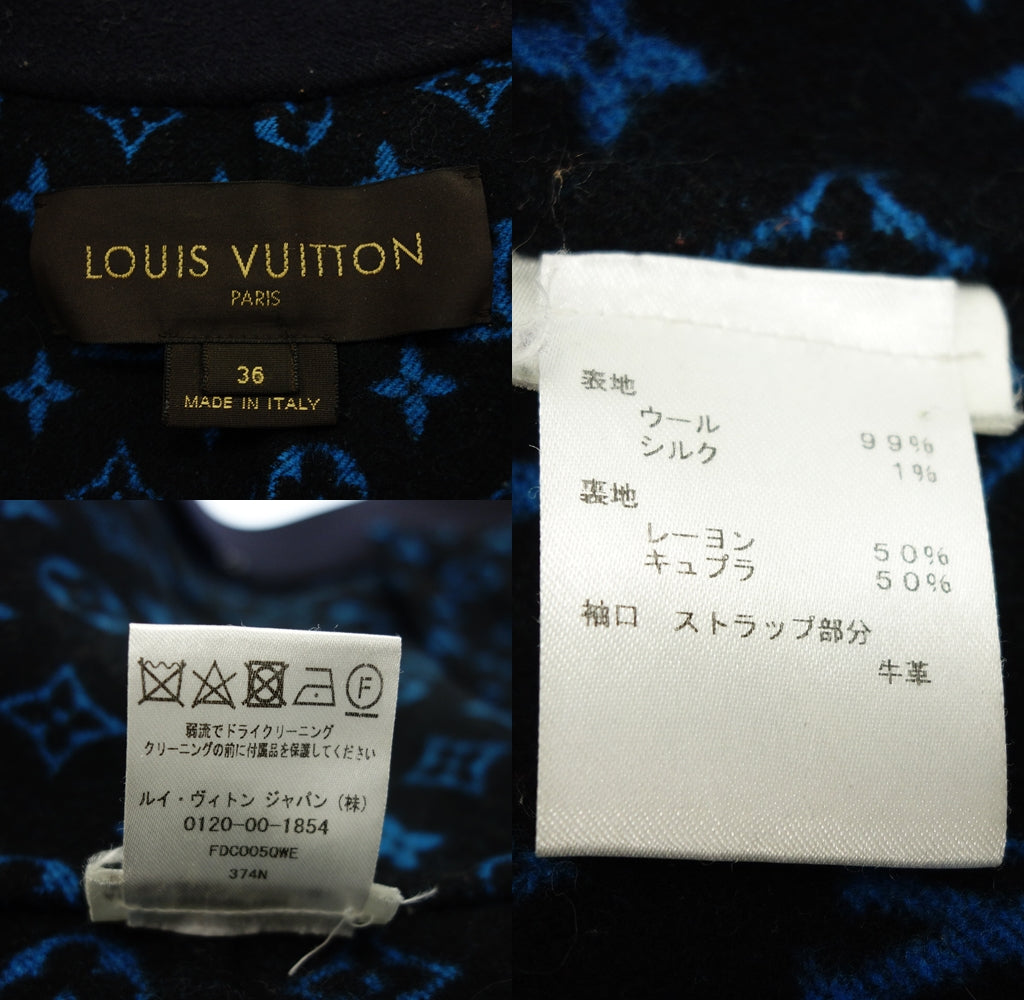 LOUIS VUITTON
PARIS
36
MADE IN ITALY
表地
ウール 99%
シルク 1%
裏地
レーヨン 50%
キュプラ 50%
袖口 ストラップ部分
牛革
F
弱流でドライクリーニング
クリーニングの前に付属品を保護してください
ルイ・ヴィトン ジャパン (株)
0120-00-1854
FDC005QWE
374N